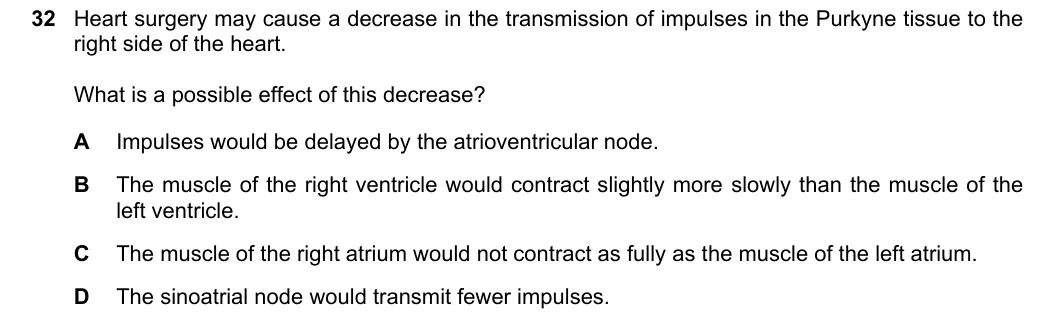 32 Heart surgery may cause a decrease in the transmission of impulses in the Purkyne tissue to the
right side of the heart.
What is a possible effect of this decrease?
A Impulses would be delayed by the atrioventricular node.
B The muscle of the right ventricle would contract slightly more slowly than the muscle of the
left ventricle.
C The muscle of the right atrium would not contract as fully as the muscle of the left atrium.
D The sinoatrial node would transmit fewer impulses.